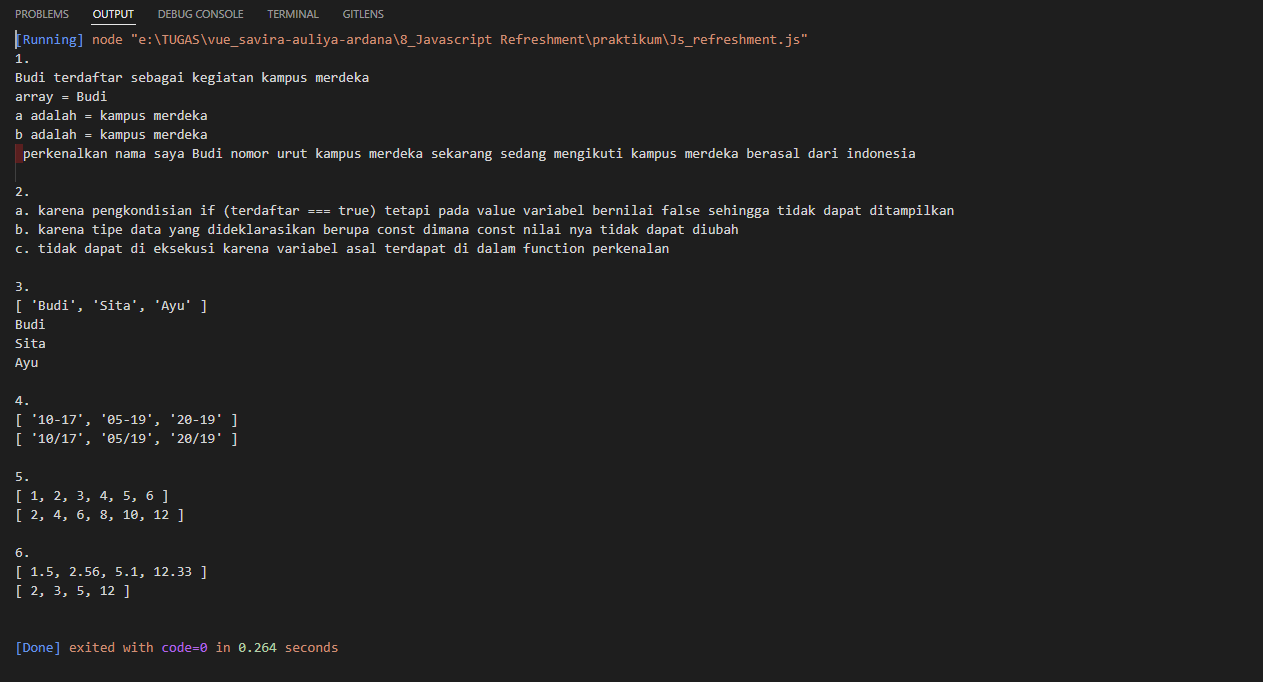 PROBLEMS OUTPUT DEBUG CONSOLE TERMINAL GITLENS
[Running] node "e:\TUGAS\vue_savira-auliya-ardana\8_Javascript Refreshment\praktikum\Js_refreshment.js"
1.
Budi terdaftar sebagai kegiatan kampus merdeka
array = Budi
a adalah = kampus merdeka
b adalah = kampus merdeka
perkenalkan nama saya Budi nomor urut kampus merdeka sekarang sedang mengikuti kampus merdeka berasal dari indonesia
2.
a. karena pengkondisian if (terdaftar === true) tetapi pada value variabel bernilai false sehingga tidak dapat ditampilkan
b. karena tipe data yang dideklarasikan berupa const dimana const nilai nya tidak dapat diubah
c. tidak dapat di eksekusi karena variabel asal terdapat di dalam function perkenalan
3.
[ 'Budi', 'Sita', 'Ayu' ]
Budi
Sita
Ayu
4.
[ '10-17', '05-19', '20-19' ]
[ '10/17', '05/19', '20/19' ]
5.
[ 1, 2, 3, 4, 5, 6 ]
[ 2, 4, 6, 8, 10, 12 ]
6.
[ 1.5, 2.56, 5.1, 12.33 ]
[ 2, 3, 5, 12 ]
[Done] exited with code=0 in 0.264 seconds